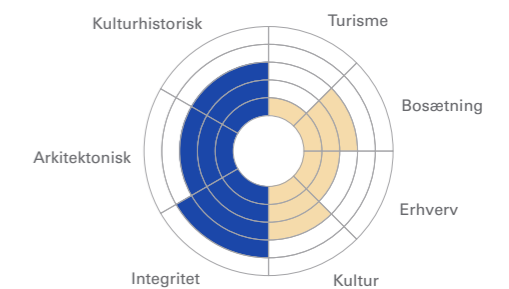 Turisme
Kulturhistorisk
Bosætning
Arkitektonisk
Erhverv
Integritet
Kultur